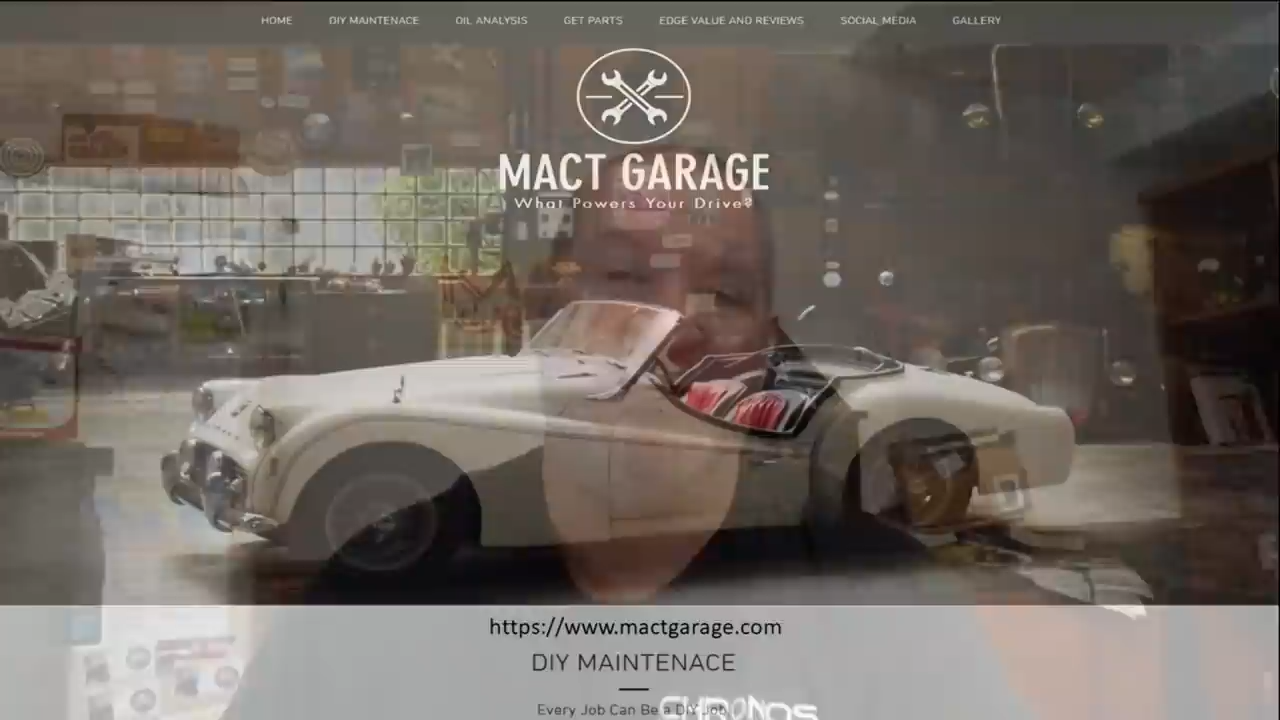 HOME DIY MAINTENACE OIL ANALYSIS GET PARTS EDGE VALUE AND REVIEWS SOCIAL MEDIA GALLERY
MACT GARAGE
What Powers Your Drive?
https://www.mactgarage.com
DIY MAINTENACE
Every Job Can Be a DIY Job
CHRONOS